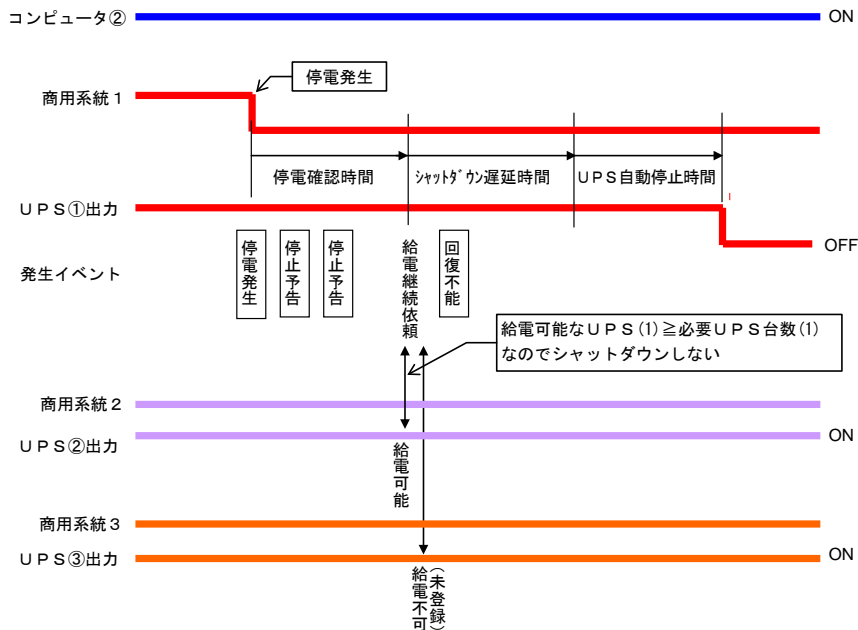 コンピュータ② ON
停電発生
商用系統１
停電確認時間 ｼｬｯﾄﾀﾞｳﾝ遅延時間 ＵＰＳ自動停止時間
ＵＰＳ①出力
OFF
発生イベント
停電発生
停止予告
停止予告
給電継続依頼
回復不能
給電可能なＵＰＳ(1)≧必要ＵＰＳ台数(1)
なのでシャットダウンしない
商用系統２
ＵＰＳ②出力 ON
給電可能
商用系統３
ＵＰＳ③出力 ON
給電不可
（未登録）